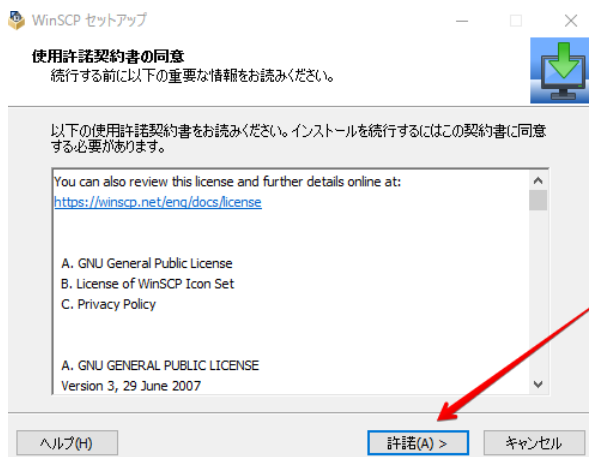 WinSCP セットアップ
使用許諾契約書の同意
続行する前に以下の重要な情報をお読みください。
以下の使用許諾契約書をお読みください。インストールを続行するにはこの契約書に同意
する必要があります。
You can also review this license and further details online at:
https://winscp.net/eng/docs/license
A. GNU General Public License
B. License of WinSCP Icon Set
C. Privacy Policy
A. GNU GENERAL PUBLIC LICENSE
Version 3, 29 June 2007
ヘルプ(H)
許諾(A) >
キャンセル